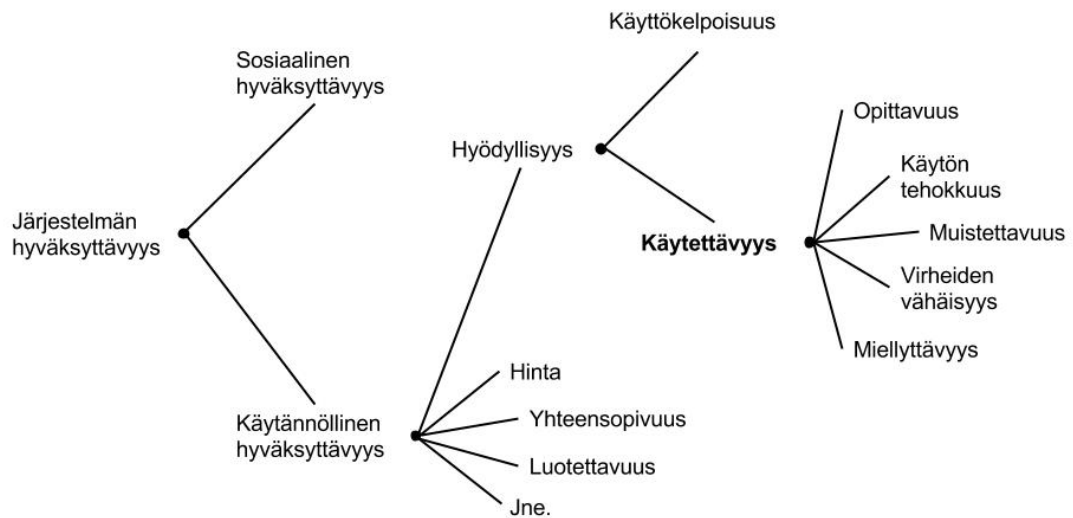 Käyttökelpoisuus
Sosiaalinen
hyväksyttävyys
Opittavuus
Hyödyllisyys
Käytön
tehokkuus
Järjestelmän
hyväksyttävyys
Käytettävyys
Muistettavuus
Virheiden
vähäisyys
Miellyttävyys
Hinta
Käytännöllinen
hyväksyttävyys
Yhteensopivuus
Luotettavuus
Jne.